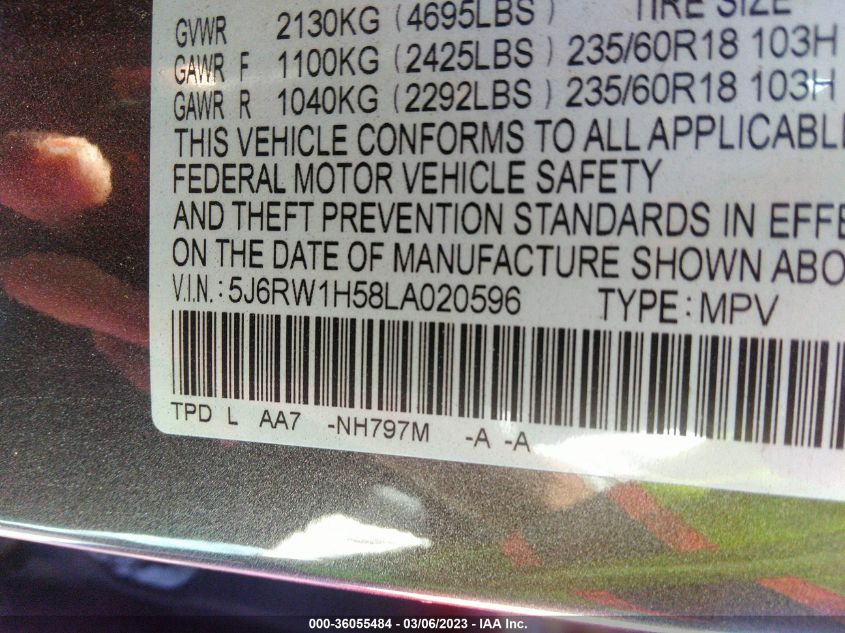 TIRE SIZE
GVWR 2130KG (4695LBS)
GAWR F 1100KG (2425LBS) 235/60R18 103H
GAWR R 1040KG (2292LBS) 235/60R18 103H
THIS VEHICLE CONFORMS TO ALL APPLICABLE
FEDERAL MOTOR VEHICLE SAFETY
AND THEFT PREVENTION STANDARDS IN EFFE
ON THE DATE OF MANUFACTURE SHOWN ABO
V.I.N.: 5J6RW1H58LA020596 TYPE: MPV
TPD L AA7 -NH797M -A -A
000-36055484 — 03/06/2023 — IAA Inc.